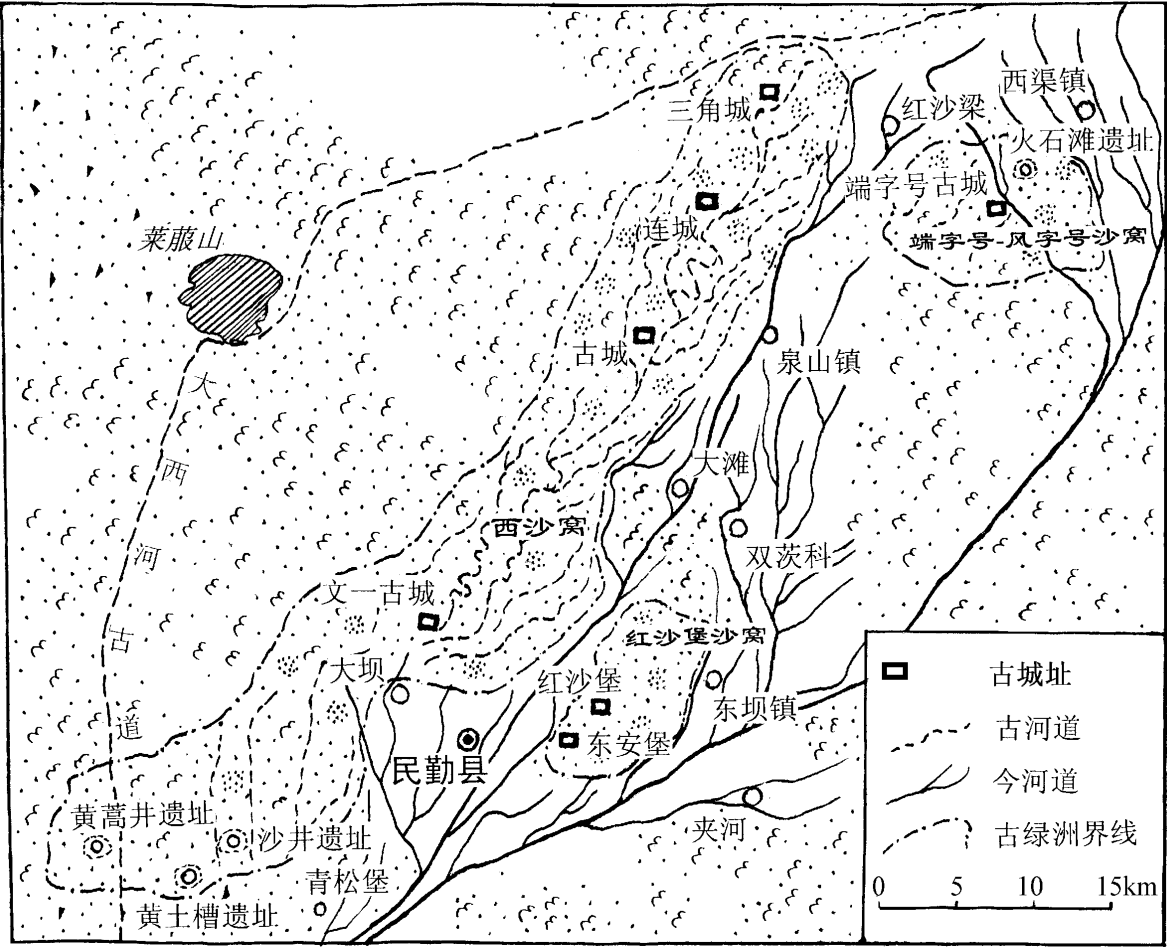 三角城
红沙梁
西渠镇
火石滩遗址
端字号古城
连城
端字号-风字号沙窝
莱菔山
古城
泉山镇
大西河古道
大滩
西沙窝
双茨科
文一古城
红沙堡沙窝
大坝
红沙堡
东坝镇
东安堡
民勤县
夹河
黄蒿井遗址
沙井遗址
青松堡
黄土槽遗址
古城址
古河道
今河道
古绿洲界线
0 5 10 15km